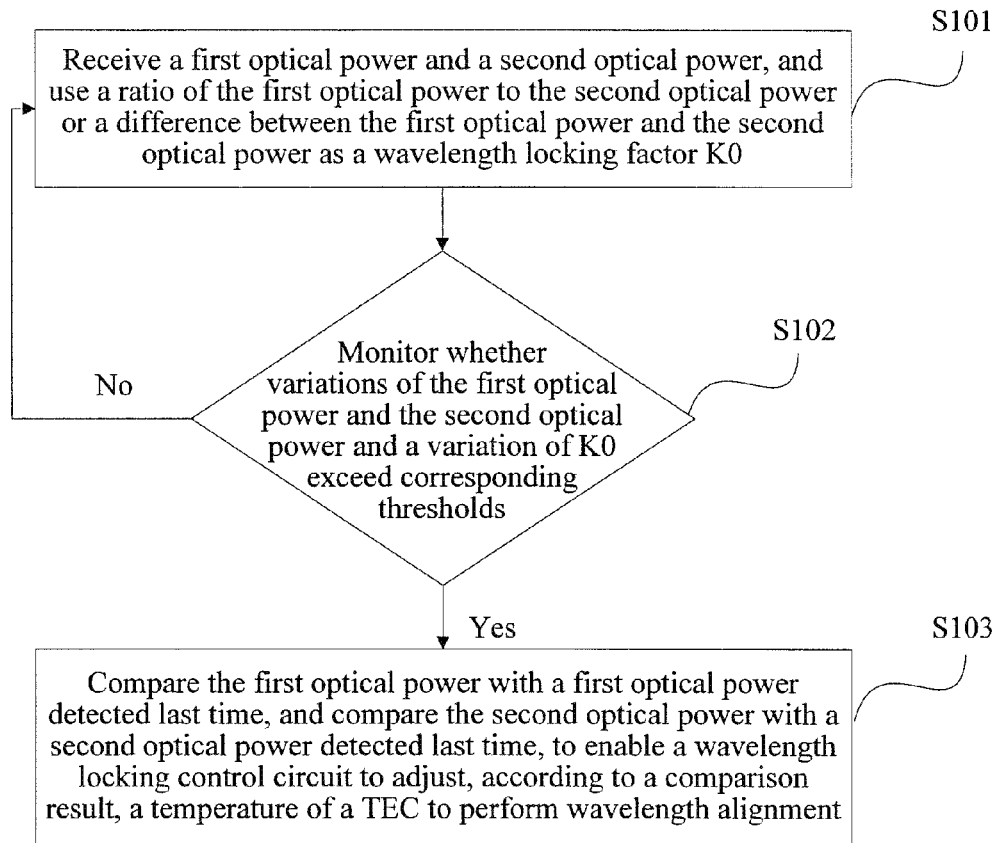 S101
Receive a first optical power and a second optical power, and
use a ratio of the first optical power to the second optical power
or a difference between the first optical power and the second
optical power as a wavelength locking factor K0
S102
Monitor whether
variations of the first optical
power and the second optical
power and a variation of K0
exceed corresponding
thresholds
No
Yes
S103
Compare the first optical power with a first optical power
detected last time, and compare the second optical power with a
second optical power detected last time, to enable a wavelength
locking control circuit to adjust, according to a comparison
result, a temperature of a TEC to perform wavelength alignment